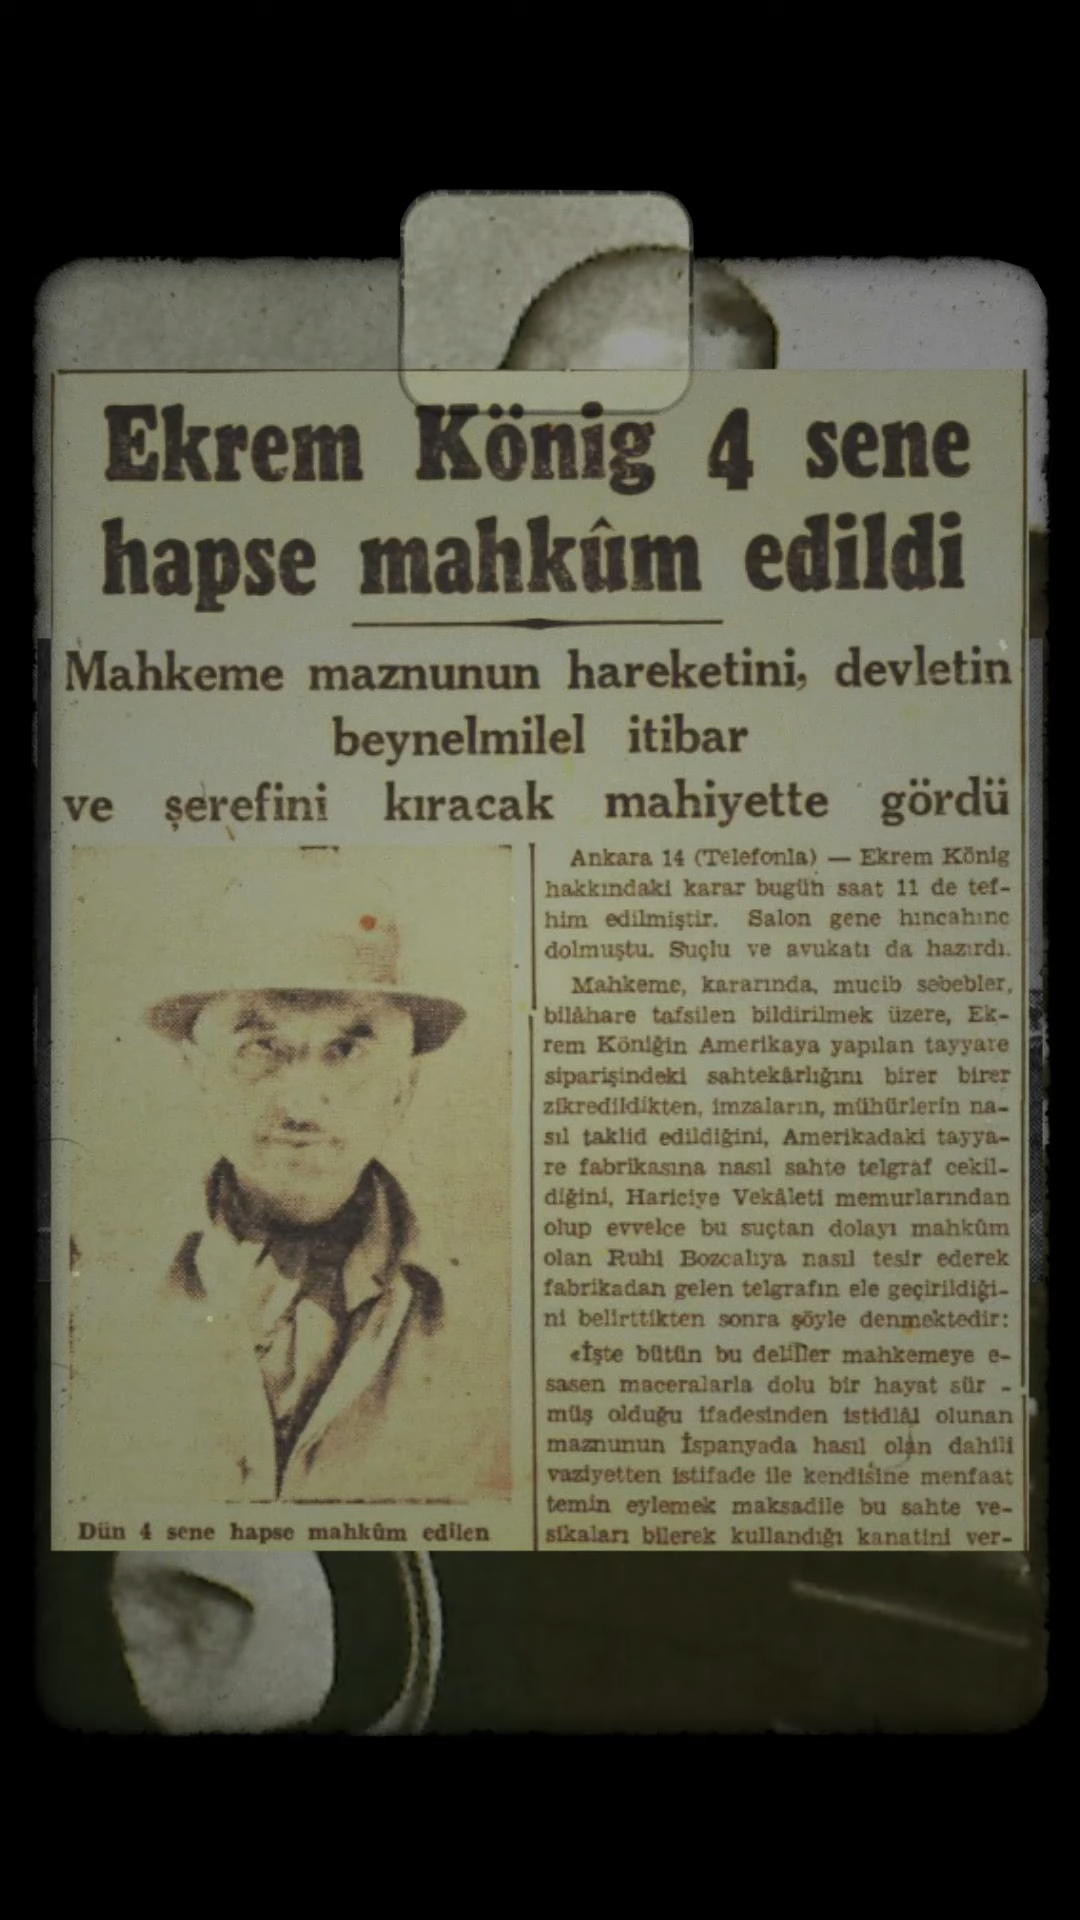 Ekrem König 4 sene
hapse mahkûm edildi
Mahkeme maznunun hareketini, devletin
beynelmilel itibar
ve şerefini kıracak mahiyette gördü
Dün 4 sene hapse mahkûm edilen
Ankara 14 (Telefonla) — Ekrem König
hakkındaki karar bugün saat 11 de tef-
him edilmiştir. Salon gene hıncahınc
dolmuştu. Suçlu ve avukatı da hazırdı.
Mahkeme, kararında, mucib sebebler,
bilâhare tafsilen bildirilmek üzere, Ek-
rem Königin Amerikaya yapılan tayyare
siparişindeki sahtekârlığını birer birer
zikredildikten, imzaların, mühürlerin na-
sıl taklid edildiğini, Amerikadaki tayya-
re fabrikasına nasıl sahte telgraf cekil-
diğini, Hariciye Vekâleti memurlarından
olup evvelce bu suçtan dolayı mahkûm
olan Ruhi Bozcalıya nasıl tesir ederek
fabrikadan gelen telgrafın ele geçirildiği-
ni belirttikten sonra şöyle denmektedir:
«İşte bütün bu deliller mahkemeye e-
sasen maceralarla dolu bir hayat sür -
müş olduğu ifadesinden istidlâl olunan
maznunun İspanyada hasıl olan dahili
vaziyetten istifade ile kendisine menfaat
temin eylemek maksadile bu sahte ve-
sikaları bilerek kullandığı kanatini ver-